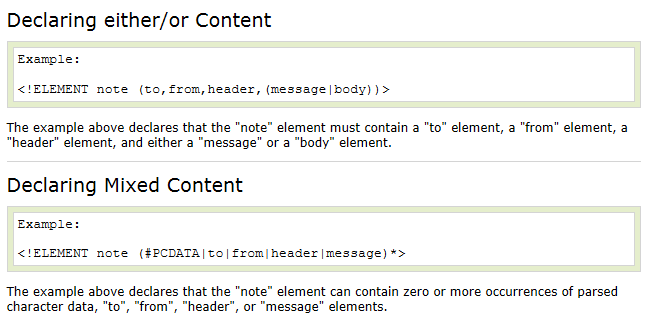 Declaring either/or Content
Example:
<!ELEMENT note (to,from,header,(message|body))>
The example above declares that the "note" element must contain a "to" element, a "from" element, a
"header" element, and either a "message" or a "body" element.
Declaring Mixed Content
Example:
<!ELEMENT note (#PCDATA|to|from|header|message)*>
The example above declares that the "note" element can contain zero or more occurrences of parsed
character data, "to", "from", "header", or "message" elements.